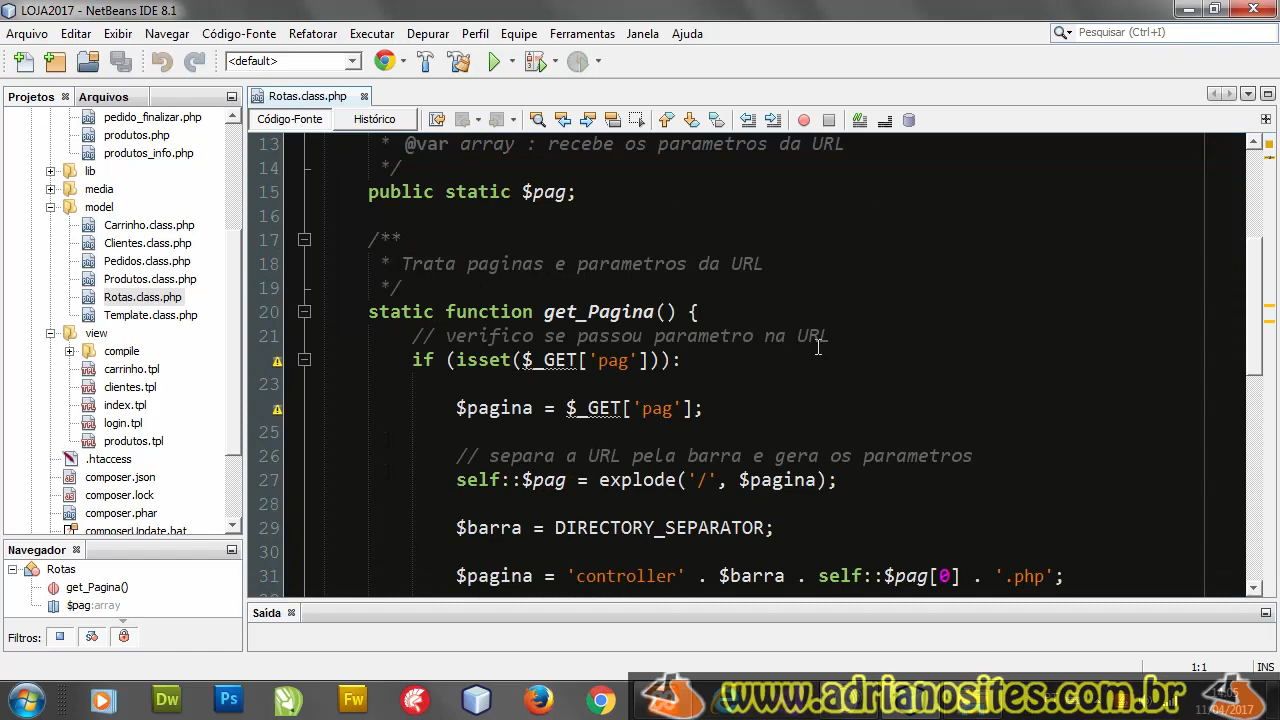 LOJA2017 - NetBeans IDE 8.1
Arquivo Editar Exibir Navegar Código-Fonte Refatorar Executar Depurar Perfil Equipe Ferramentas Janela Ajuda
Pesquisar (Ctrl+I)
<default>
Projetos Arquivos
pedido_finalizar.php
produtos.php
produtos_info.php
lib
media
model
Carrinho.class.php
Clientes.class.php
Pedidos.class.php
Produtos.class.php
Rotas.class.php
Template.class.php
view
compile
carrinho.tpl
clientes.tpl
index.tpl
login.tpl
produtos.tpl
.htaccess
composer.json
composer.lock
composer.phar
composerUpdate.bat
Navegador
Rotas
get_Pagina()
$pag:array
Filtros:
Rotas.class.php
Código-Fonte Histórico
13 * @var array : recebe os parametros da URL
14 */
15 public static $pag;
16
17 /**
18 * Trata paginas e parametros da URL
19 */
20 static function get_Pagina() {
21 // verifico se passou parametro na URL
if (isset($_GET['pag'])):
23
$pagina = $_GET['pag'];
25
26 // separa a URL pela barra e gera os parametros
27 self::$pag = explode('/', $pagina);
28
29 $barra = DIRECTORY_SEPARATOR;
30
31 $pagina = 'controller' . $barra . self::$pag[0] . '.php';
Saída
1:1 INS
Dw Ps Fw
www.adrianosites.com.br
14:05
11/04/2017